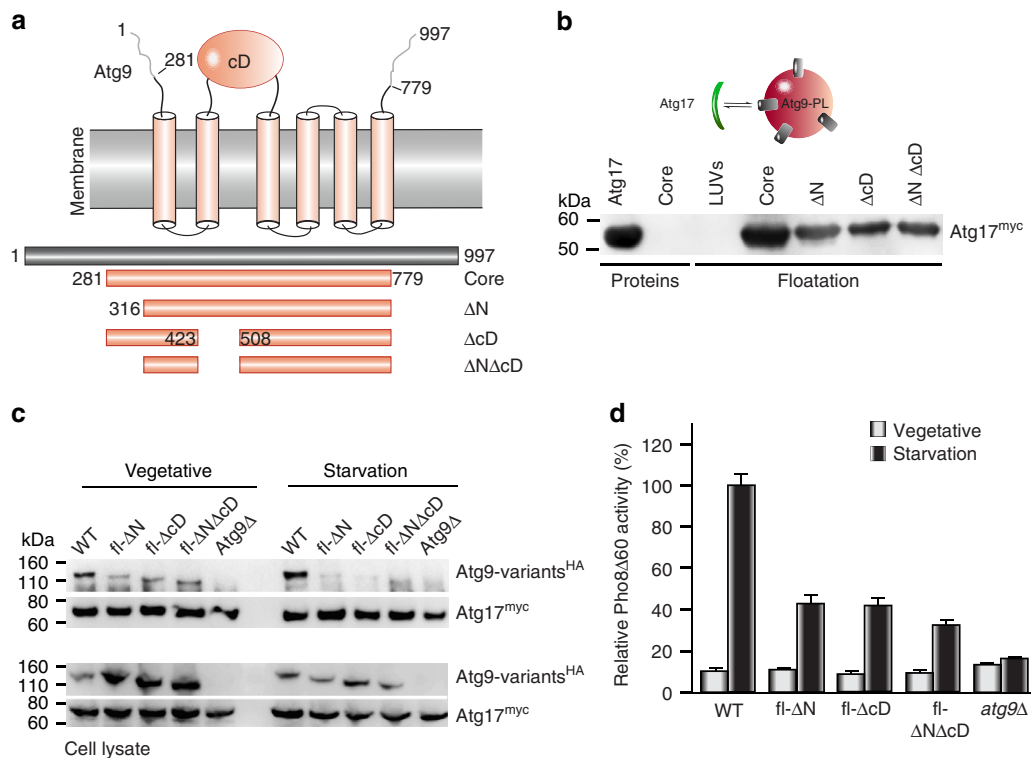 a
1
281
cD
997
Atg9
779
Membrane
1
997
281
779
Core
316
ΔN
423
508
ΔcD
ΔNΔcD
b
Atg17
Atg9-PL
Atg17
Core
LUVs
Core
ΔN
ΔcD
ΔN ΔcD
kDa
60
50
Atg17myc
Proteins
Floatation
c
Vegetative
Starvation
WT
fl-ΔN
fl-ΔcD
fl-ΔNΔcD
Atg9Δ
WT
fl-ΔN
fl-ΔcD
fl-ΔNΔcD
Atg9Δ
kDa
160
110
Atg9-variantsHA
80
60
Atg17myc
160
110
Atg9-variantsHA
80
60
Atg17myc
Cell lysate
d
Vegetative
Starvation
Relative Pho8Δ60 activity (%)
120
100
80
60
40
20
0
WT
fl-ΔN
fl-ΔcD
fl-
ΔNΔcD
atg9Δ